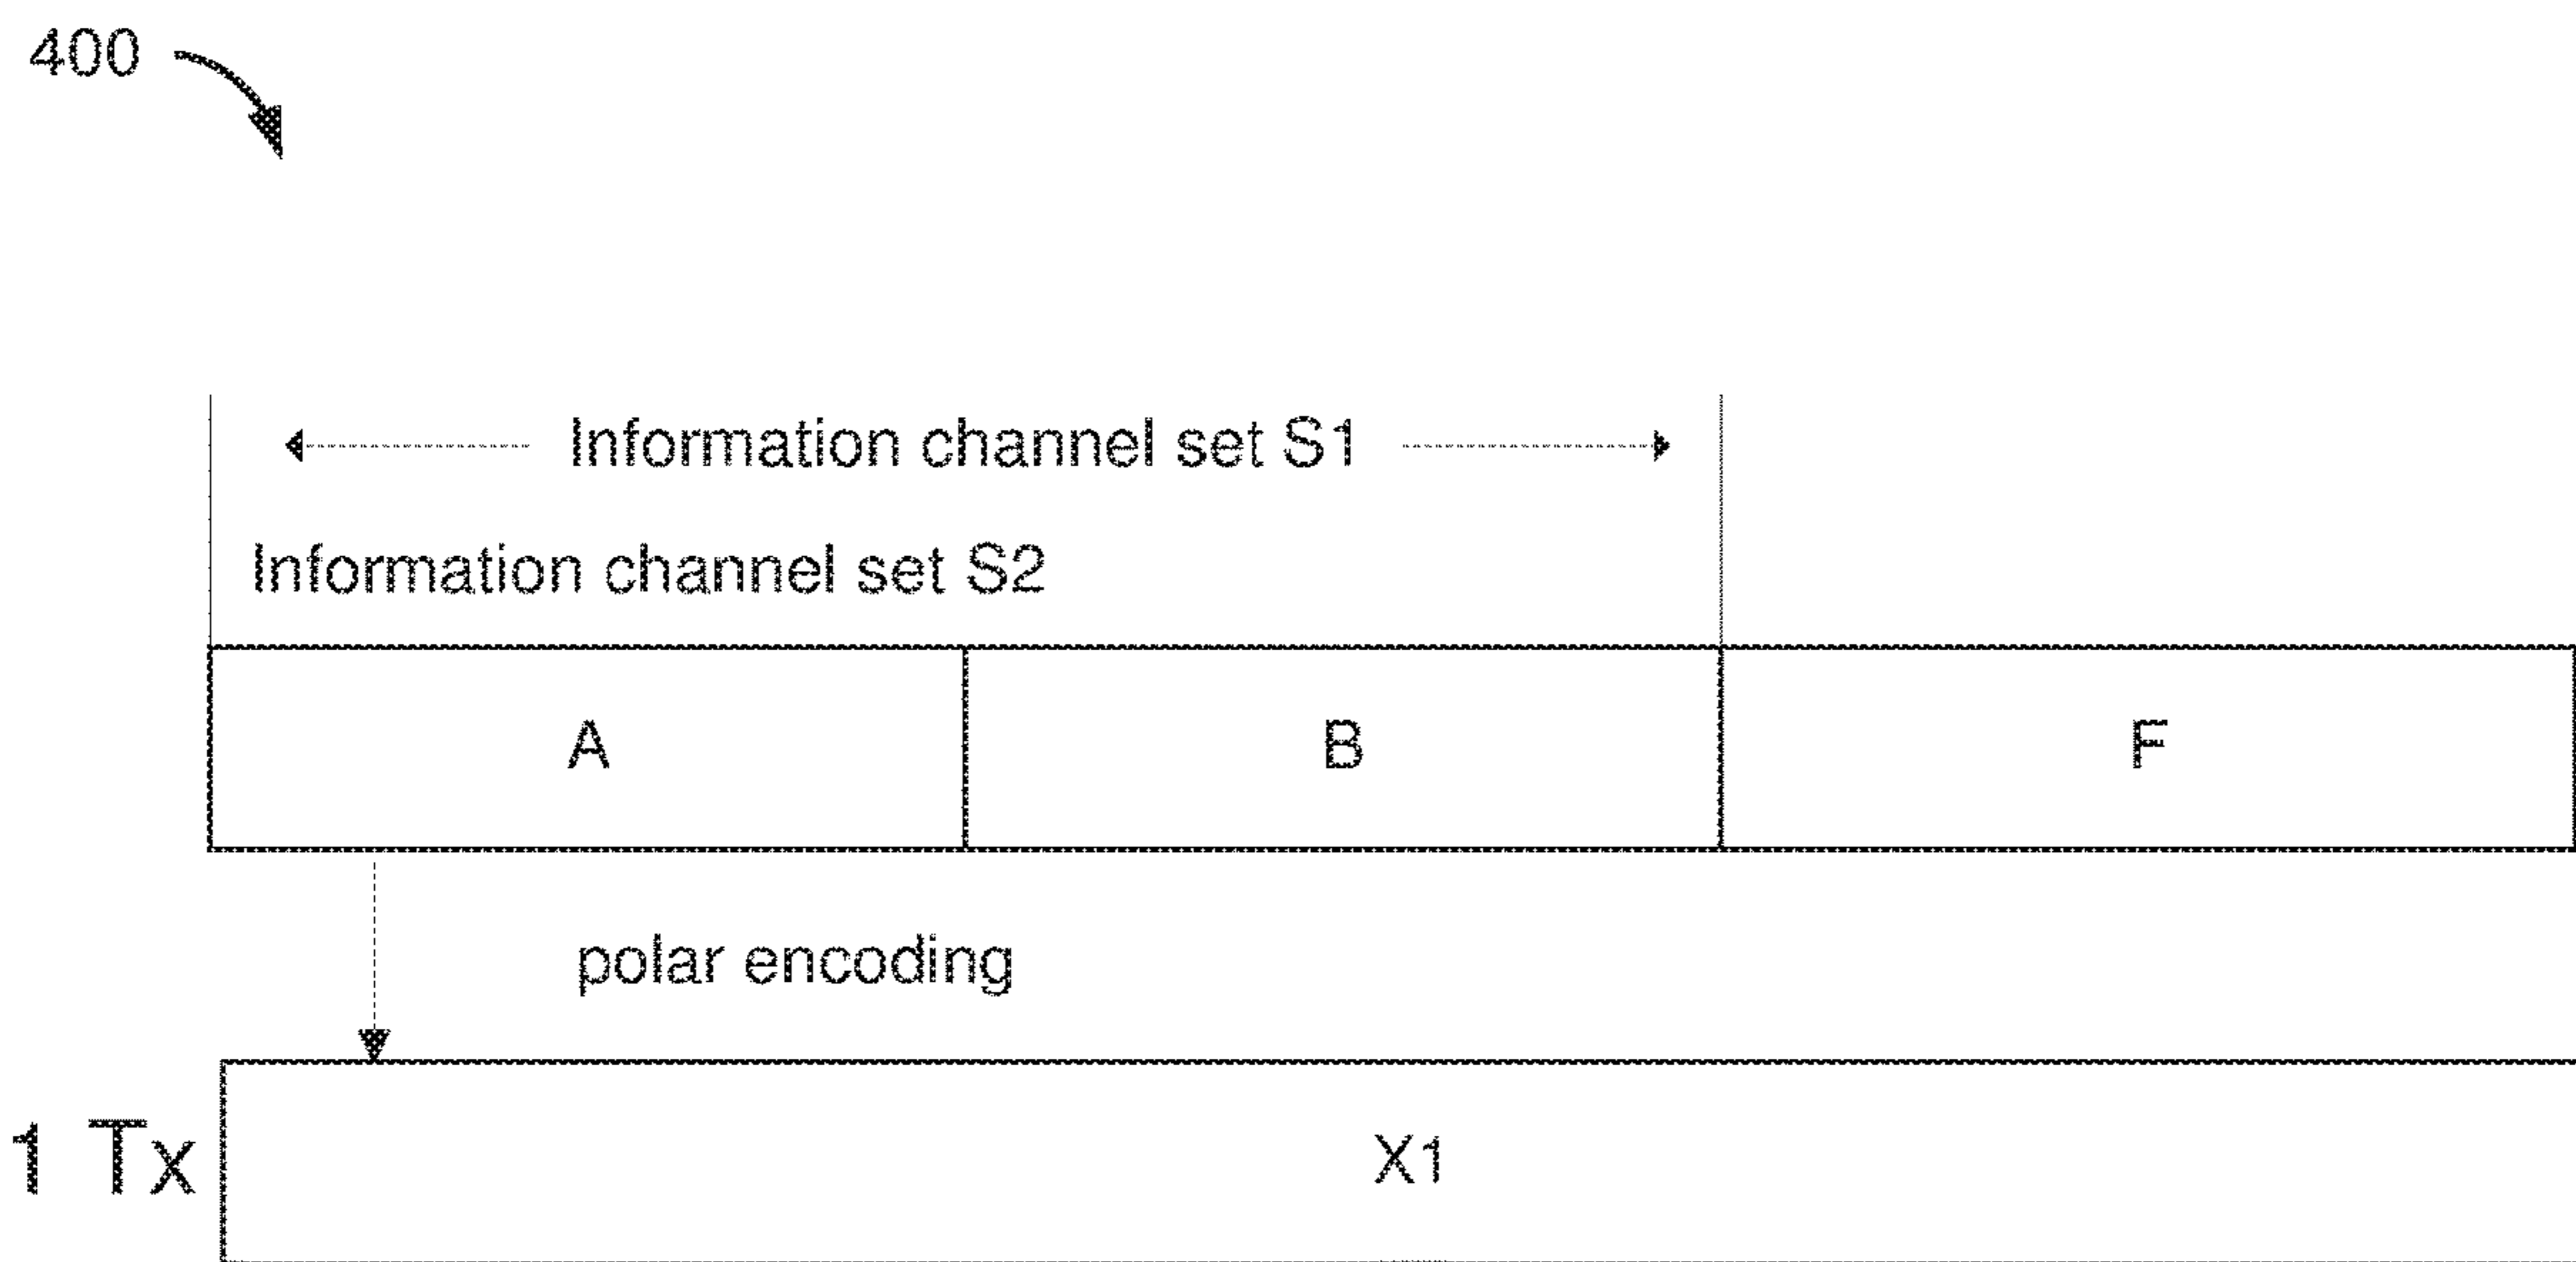 400
Information channel set S1
Information channel set S2
A B F
polar encoding
1 Tx X1